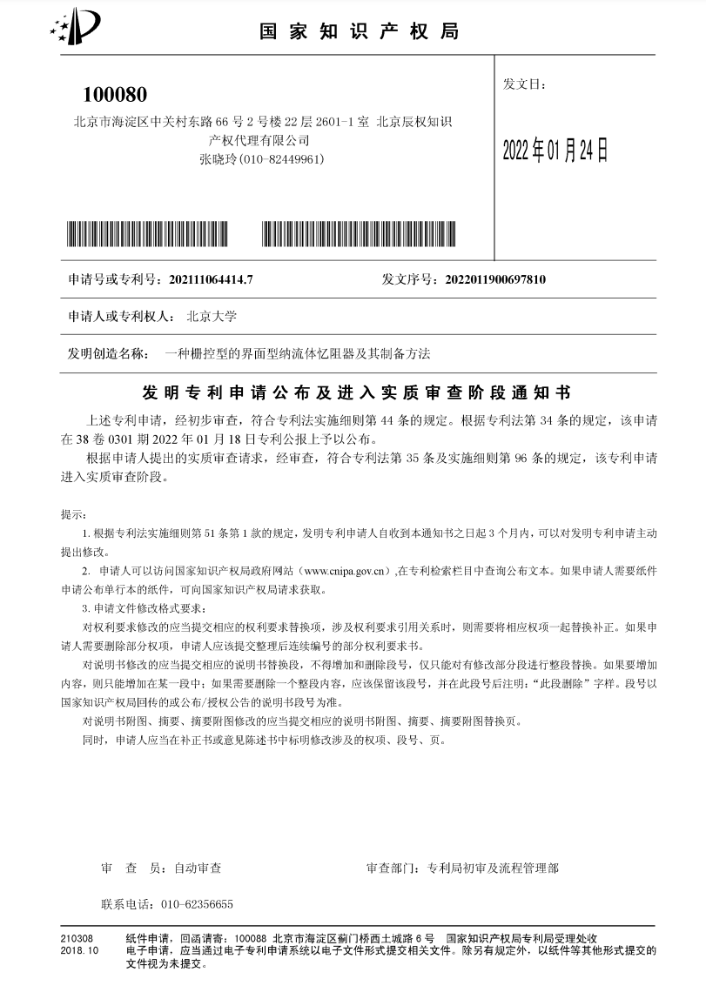 国家知识产权局
100080
北京市海淀区中关村东路 66 号 2 号楼 22 层 2601-1 室 北京辰权知识
产权代理有限公司
张晓玲(010-82449961)
发文日：
2022 年 01 月 24 日
申请号或专利号：202111064414.7 发文序号：2022011900697810
申请人或专利权人： 北京大学
发明创造名称： 一种栅控型的界面型纳流体忆阻器及其制备方法
发明专利申请公布及进入实质审查阶段通知书
上述专利申请，经初步审查，符合专利法实施细则第 44 条的规定。根据专利法第 34 条的规定，该申请
在 38 卷 0301 期 2022 年 01 月 18 日专利公报上予以公布。
根据申请人提出的实质审查请求，经审查，符合专利法第 35 条及实施细则第 96 条的规定，该专利申请
进入实质审查阶段。
提示：
1. 根据专利法实施细则第 51 条第 1 款的规定，发明专利申请人自收到本通知书之日起 3 个月内，可以对发明专利申请主动
提出修改。
2. 申请人可以访问国家知识产权局政府网站（www.cnipa.gov.cn）,在专利检索栏目中查询公布文本。如果申请人需要纸件
申请公布单行本的纸件，可向国家知识产权局请求获取。
3. 申请文件修改格式要求：
对权利要求修改的应当提交相应的权利要求替换项，涉及权利要求引用关系时，则需要将相应权项一起替换补正。如果申
请人需要删除部分权项，申请人应该提交整理后连续编号的部分权利要求书。
对说明书修改的应当提交相应的说明书替换段，不得增加和删除段号，仅只能对有修改部分段进行整段替换。如果要增加
内容，则只能增加在某一段中；如果需要删除一个整段内容，应该保留该段号，并在此段号后注明：“此段删除”字样。段号以
国家知识产权局回传的或公布/授权公告的说明书段号为准。
对说明书附图、摘要、摘要附图修改的应当提交相应的说明书附图、摘要、摘要附图替换页。
同时，申请人应当在补正书或意见陈述书中标明修改涉及的权项、段号、页。
审 查 员：自动审查 审查部门：专利局初审及流程管理部
联系电话：010-62356655
210308 纸件申请，回函请寄：100088 北京市海淀区蓟门桥西土城路 6 号 国家知识产权局专利局受理处收
2018.10 电子申请，应当通过电子专利申请系统以电子文件形式提交相关文件。除另有规定外，以纸件等其他形式提交的
文件视为未提交。